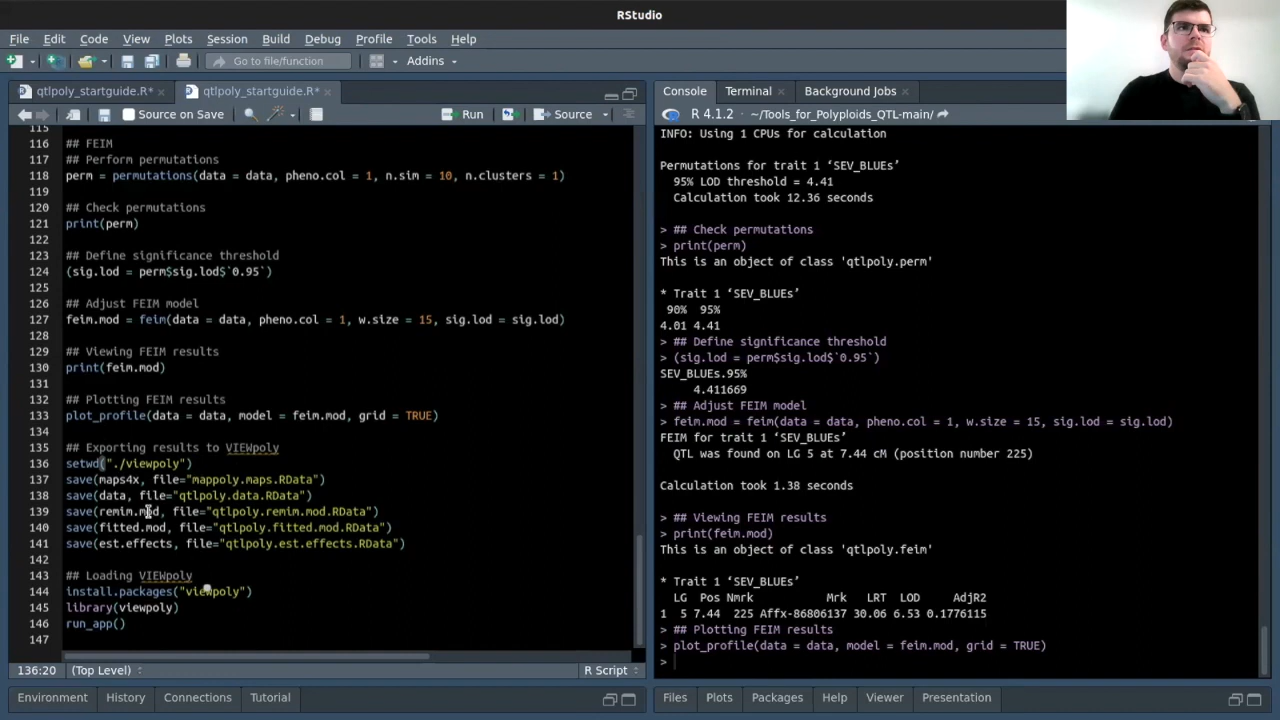 RStudio
File Edit Code View Plots Session Build Debug Profile Tools Help
Go to file/function Addins
qtlpoly_startguide.R* qtlpoly_startguide.R*
Source on Save Run Source
115
116 ## FEIM
117 ## Perform permutations
118 perm = permutations(data = data, pheno.col = 1, n.sim = 10, n.clusters = 1)
119
120 ## Check permutations
121 print(perm)
122
123 ## Define significance threshold
124 (sig.lod = perm$sig.lod$`0.95`)
125
126 ## Adjust FEIM model
127 feim.mod = feim(data = data, pheno.col = 1, w.size = 15, sig.lod = sig.lod)
128
129 ## Viewing FEIM results
130 print(feim.mod)
131
132 ## Plotting FEIM results
133 plot_profile(data = data, model = feim.mod, grid = TRUE)
134
135 ## Exporting results to VIEWpoly
136 setwd("./viewpoly")
137 save(maps4x, file="mappoly.maps.RData")
138 save(data, file="qtlpoly.data.RData")
139 save(remim.mod, file="qtlpoly.remim.mod.RData")
140 save(fitted.mod, file="qtlpoly.fitted.mod.RData")
141 save(est.effects, file="qtlpoly.est.effects.RData")
142
143 ## Loading VIEWpoly
144 install.packages("viewpoly")
145 library(viewpoly)
146 run_app()
147
136:20 (Top Level) R Script
Environment History Connections Tutorial
Console Terminal Background Jobs
R 4.1.2 · ~/Tools_for_Polyploids_QTL-main/
INFO: Using 1 CPUs for calculation
Permutations for trait 1 ‘SEV_BLUEs’
95% LOD threshold = 4.41
Calculation took 12.36 seconds
> ## Check permutations
> print(perm)
This is an object of class 'qtlpoly.perm'
* Trait 1 ‘SEV_BLUEs’
90% 95%
4.01 4.41
> ## Define significance threshold
> (sig.lod = perm$sig.lod$`0.95`)
SEV_BLUEs.95%
4.411669
> ## Adjust FEIM model
> feim.mod = feim(data = data, pheno.col = 1, w.size = 15, sig.lod = sig.lod)
FEIM for trait 1 ‘SEV_BLUEs’
QTL was found on LG 5 at 7.44 cM (position number 225)
Calculation took 1.38 seconds
> ## Viewing FEIM results
> print(feim.mod)
This is an object of class 'qtlpoly.feim'
* Trait 1 ‘SEV_BLUEs’
LG Pos Nmrk Mrk LRT LOD AdjR2
1 5 7.44 225 Affx-86806137 30.06 6.53 0.1776115
> ## Plotting FEIM results
> plot_profile(data = data, model = feim.mod, grid = TRUE)
>
Files Plots Packages Help Viewer Presentation